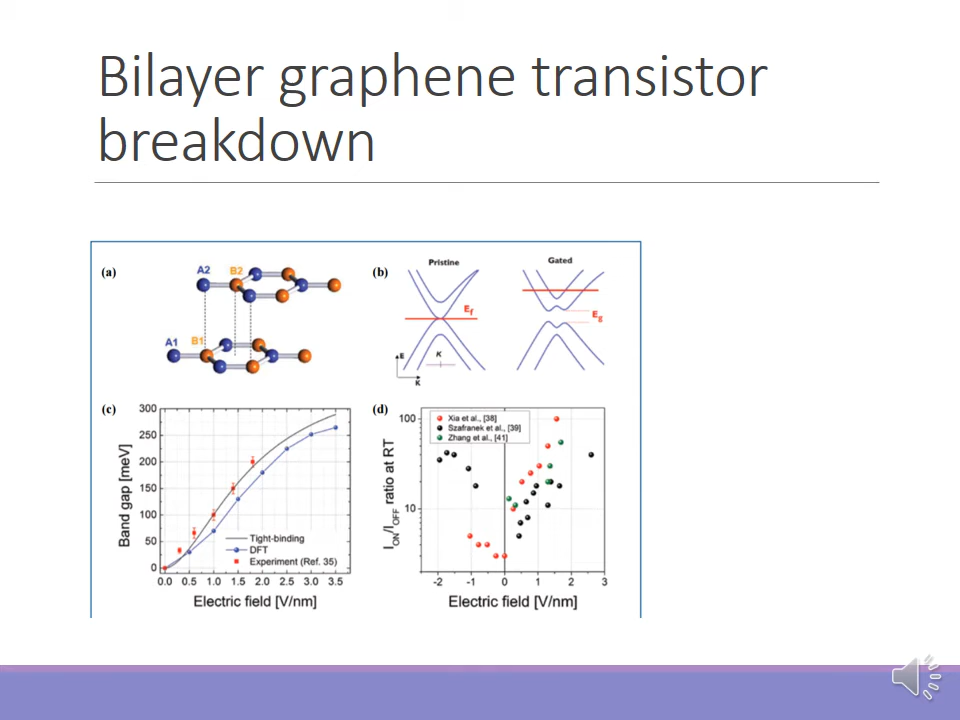 Bilayer graphene transistor
breakdown
(a)
A2
B2
A1
B1
(b)
Pristine
Gated
Ef
Eg
E
K
K
(c)
300
250
200
150
100
50
0
Band gap [meV]
Tight-binding
DFT
Experiment (Ref. 35)
0.0 0.5 1.0 1.5 2.0 2.5 3.0 3.5
Electric field [V/nm]
(d)
100
10
ION/IOFF ratio at RT
Xia et al., [38]
Szafranek et al., [39]
Zhang et al., [41]
-2 -1 0 1 2 3
Electric field [V/nm]